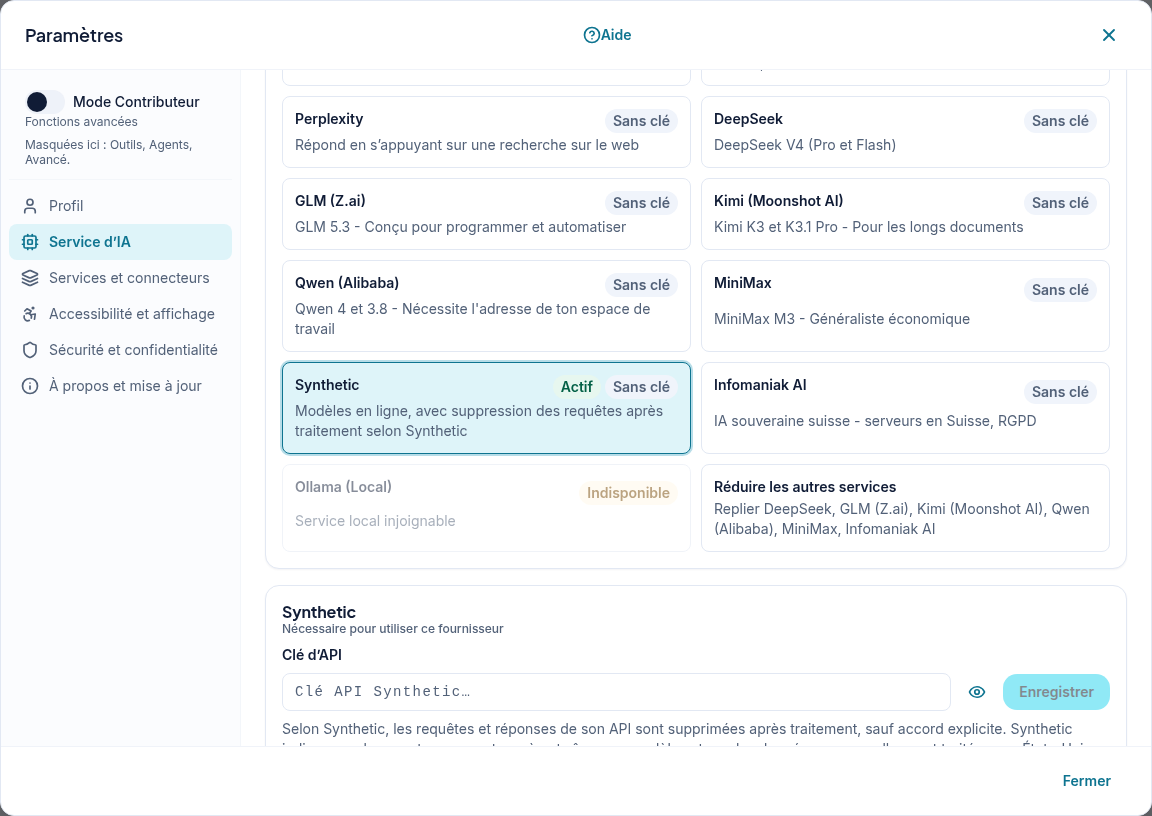 Paramètres
Aide
Mode Contributeur
Fonctions avancées
Masquées ici : Outils, Agents,
Avancé.
Profil
Service d’IA
Services et connecteurs
Accessibilité et affichage
Sécurité et confidentialité
À propos et mise à jour
Perplexity
Sans clé
Répond en s’appuyant sur une recherche sur le web
DeepSeek
Sans clé
DeepSeek V4 (Pro et Flash)
GLM (Z.ai)
Sans clé
GLM 5.3 - Conçu pour programmer et automatiser
Kimi (Moonshot AI)
Sans clé
Kimi K3 et K3.1 Pro - Pour les longs documents
Qwen (Alibaba)
Sans clé
Qwen 4 et 3.8 - Nécessite l'adresse de ton espace de
travail
MiniMax
Sans clé
MiniMax M3 - Généraliste économique
Synthetic
Actif
Sans clé
Modèles en ligne, avec suppression des requêtes après
traitement selon Synthetic
Infomaniak AI
Sans clé
IA souveraine suisse - serveurs en Suisse, RGPD
Ollama (Local)
Indisponible
Service local injoignable
Réduire les autres services
Replier DeepSeek, GLM (Z.ai), Kimi (Moonshot AI), Qwen
(Alibaba), MiniMax, Infomaniak AI
Synthetic
Nécessaire pour utiliser ce fournisseur
Clé d’API
Clé API Synthetic…
Enregistrer
Selon Synthetic, les requêtes et réponses de son API sont supprimées après traitement, sauf accord explicite. Synthetic
Fermer